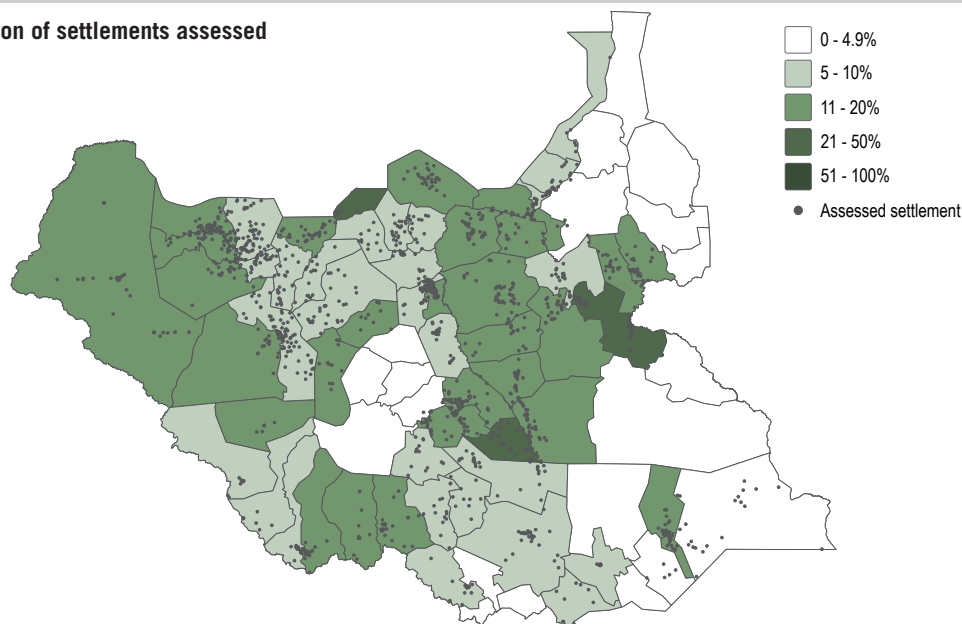 on of settlements assessed
0 - 4.9%
5 - 10%
11 - 20%
21 - 50%
51 - 100%
Assessed settlement